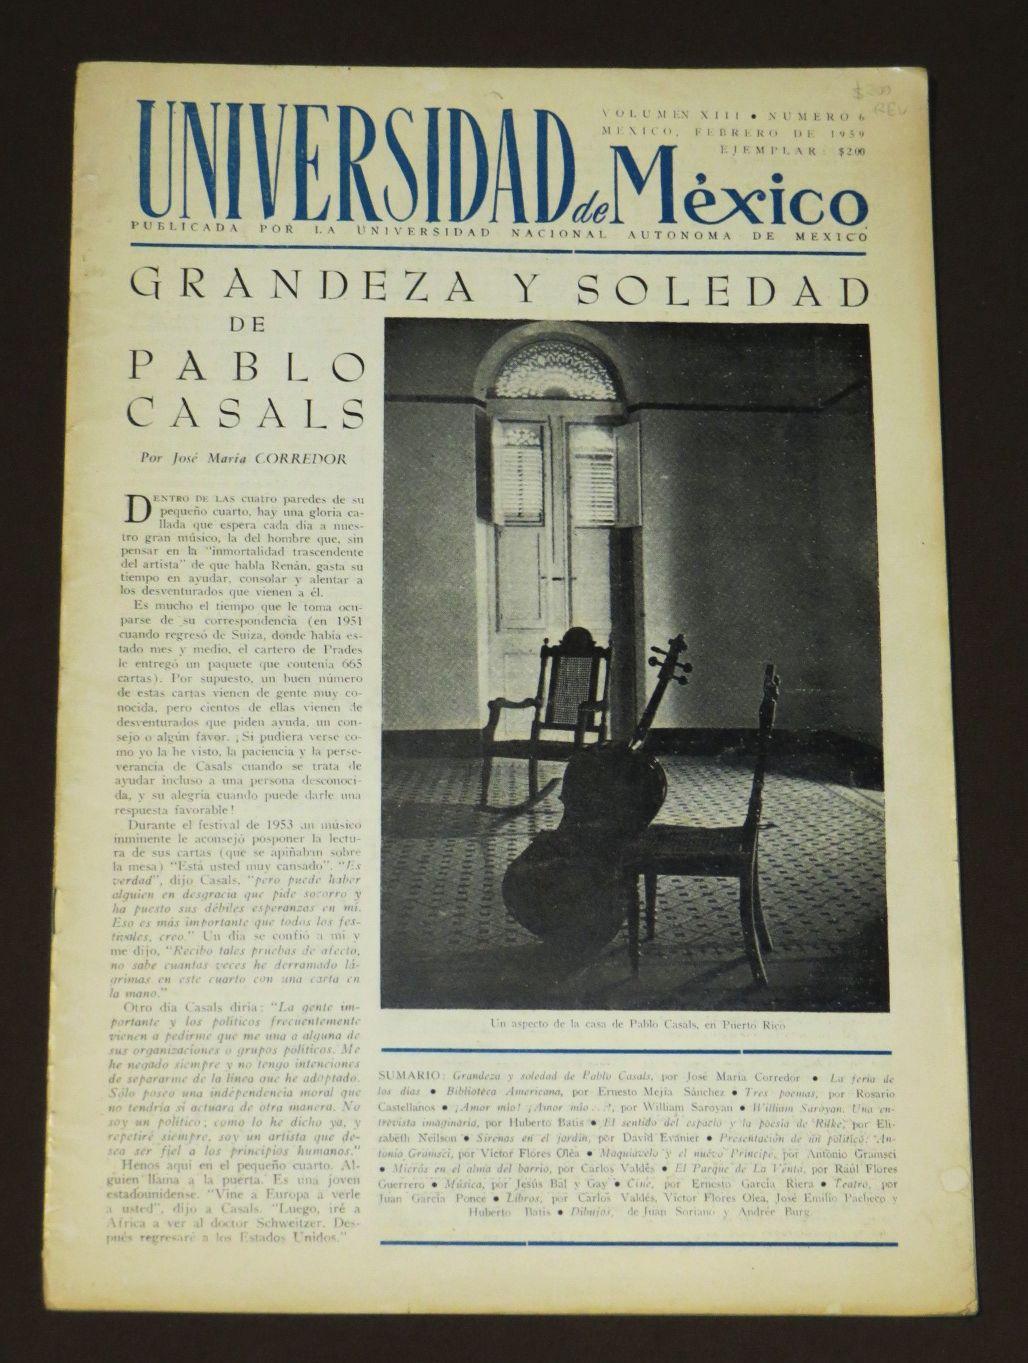 $2.00
REV
VOLUMEN XIII • NUMERO 6
MEXICO, FEBRERO DE 1959
EJEMPLAR: $2.00
UNIVERSIDAD de México
PUBLICADA POR LA UNIVERSIDAD NACIONAL AUTONOMA DE MEXICO
GRANDEZA Y SOLEDAD
DE
PABLO
CASALS
Por José María CORREDOR
DENTRO DE LAS cuatro paredes de su
pequeño cuarto, hay una gloria ca-
llada que espera cada día a nues-
tro gran músico, la del hombre que, sin
pensar en la "inmortalidad trascendente
del artista" de que habla Renán, gasta su
tiempo en ayudar, consolar y alentar a
los desventurados que vienen a él.
Es mucho el tiempo que le toma ocu-
parse de su correspondencia (en 1951
cuando regresó de Suiza, donde había es-
tado mes y medio, el cartero de Prades
le entregó un paquete que contenía 665
cartas). Por supuesto, un buen número
de estas cartas vienen de gente muy co-
nocida, pero cientos de ellas vienen de
desventurados que piden ayuda, un con-
sejo o algún favor. ¡Si pudiera verse co-
mo yo la he visto, la paciencia y la perse-
verancia de Casals cuando se trata de
ayudar incluso a una persona desconoci-
da, y su alegría cuando puede darle una
respuesta favorable!
Durante el festival de 1953 un músico
inminente le aconsejó posponer la lectu-
ra de sus cartas (que se apiñaban sobre
la mesa) "Está usted muy cansado". "Es
verdad", dijo Casals, "pero puede haber
alguien en desgracia que pide socorro y
ha puesto sus débiles esperanzas en mí.
Eso es más importante que todos los fes-
tivales, creo." Un día se confió a mí y
me dijo, "Recibo tales pruebas de afecto,
no sabe cuantas veces he derramado lá-
grimas en este cuarto con una carta en
la mano."
Otro día Casals diría: "La gente im-
portante y los políticos frecuentemente
vienen a pedirme que me una a alguna de
sus organizaciones o grupos políticos. Me
he negado siempre y no tengo intenciones
de separarme de la línea que he adoptado.
Sólo poseo una independencia moral que
no tendría si actuara de otra manera. No
soy un político; como lo he dicho ya, y
repetiré siempre, soy un artista que de-
sea ser fiel a los principios humanos."
Henos aquí en el pequeño cuarto. Al-
guien llama a la puerta. Es una joven
estadounidense. "Vine a Europa a verle
a usted", dijo a Casals. "Luego, iré a
Africa a ver al doctor Schweitzer. Des-
pués regresaré a los Estados Unidos."
Un aspecto de la casa de Pablo Casals, en Puerto Rico
SUMARIO: Grandeza y soledad de Pablo Casals, por José María Corredor • La feria de
los días • Biblioteca Americana, por Ernesto Mejía Sánchez • Tres poemas, por Rosario
Castellanos • ¡Amor mío! ¡Amor mío...!, por William Saroyan • William Saroyan. Una en-
trevista imaginaria, por Huberto Batis • El sentido del espacio y la poesía de Rilke, por Eli-
zabeth Neilson • Sirenas en el jardín, por David Evanier • Presentación de un político: An-
tonio Gramsci, por Víctor Flores Olea • Maquiavelo y el nuevo Príncipe, por Antonio Gramsci
• Micrós en el alma del barrio, por Carlos Valdés • El Parque de La Venta, por Raúl Flores
Guerrero • Música, por Jesús Bal y Gay • Cine, por Ernesto García Riera • Teatro, por
Juan García Ponce • Libros, por Carlos Valdés, Víctor Flores Olea, José Emilio Pacheco y
Huberto Batis • Dibujos, de Juan Soriano y Andrée Burg.